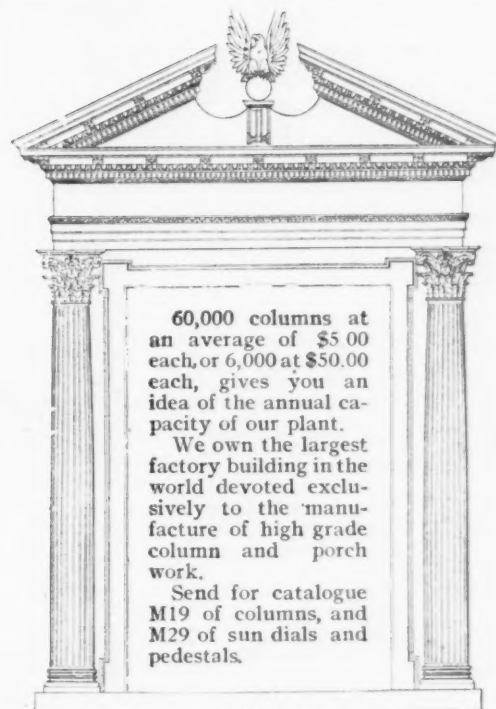 60,000 columns at
an average of $5 00
each, or 6,000 at $50.00
each, gives you an
idea of the annual ca-
pacity of our plant.
We own the largest
factory building in the
world devoted exclu-
sively to the manu-
facture of high grade
column and porch
work.
Send for catalogue
M19 of columns, and
M29 of sun dials and
pedestals.